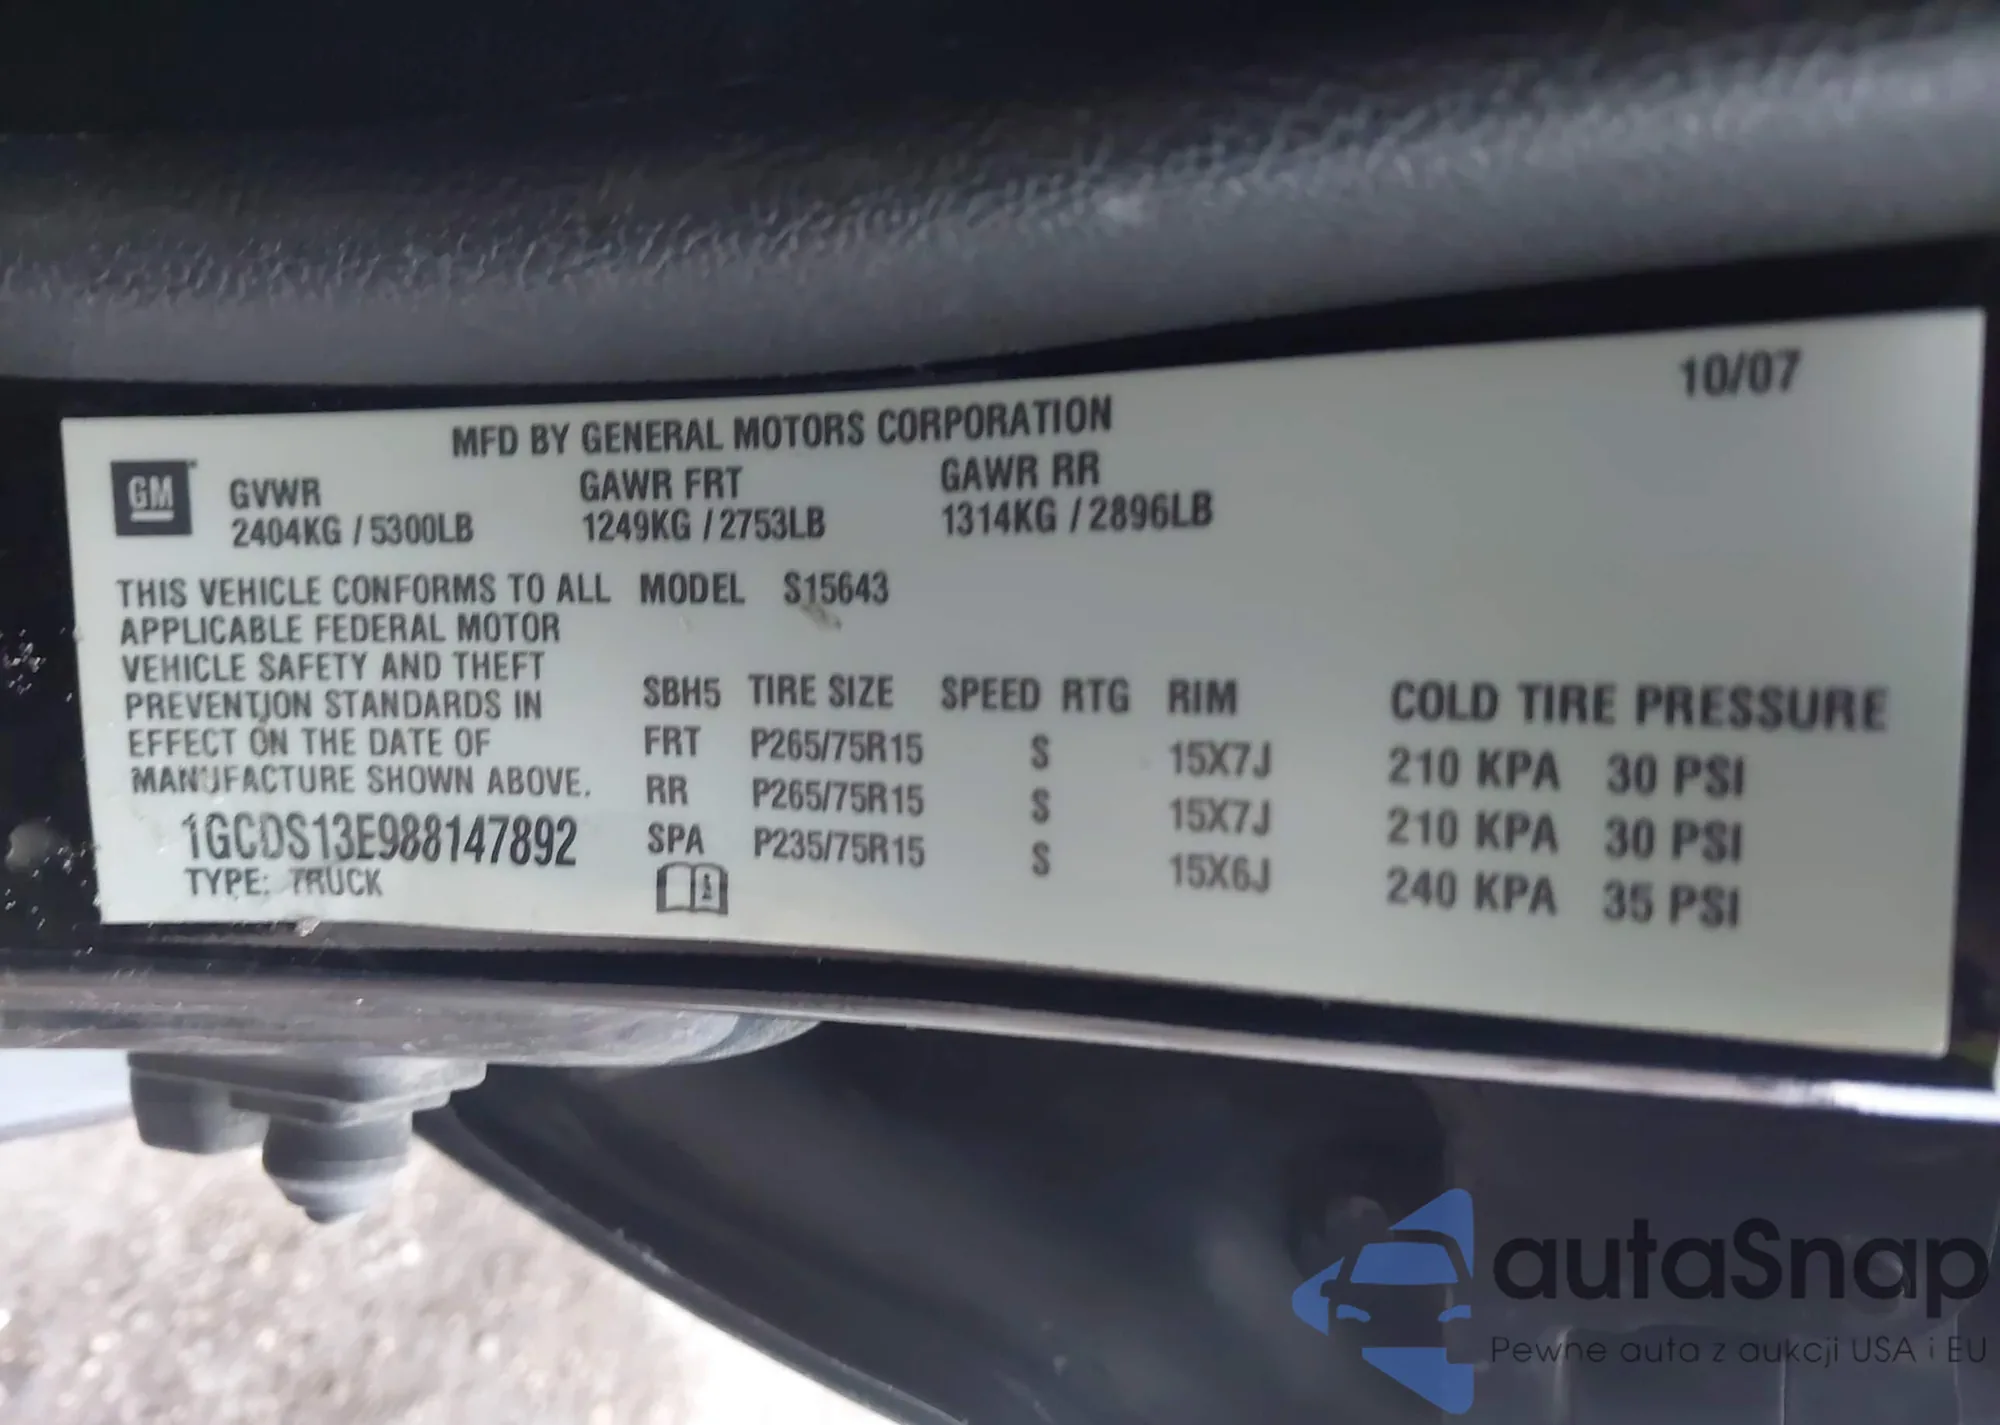 10/07
MFD BY GENERAL MOTORS CORPORATION
GM
GVWR GAWR FRT GAWR RR
2404KG / 5300LB 1249KG / 2753LB 1314KG / 2896LB
THIS VEHICLE CONFORMS TO ALL
APPLICABLE FEDERAL MOTOR
VEHICLE SAFETY AND THEFT
PREVENTION STANDARDS IN
EFFECT ON THE DATE OF
MANUFACTURE SHOWN ABOVE.
1GCDS13E988147892
TYPE: TRUCK
MODEL S15643
SBH5 TIRE SIZE SPEED RTG RIM COLD TIRE PRESSURE
FRT P265/75R15 S 15X7J 210 KPA 30 PSI
RR P265/75R15 S 15X7J 210 KPA 30 PSI
SPA P235/75R15 S 15X6J 240 KPA 35 PSI
autaSnap
Pewne auta z aukcji USA i EU